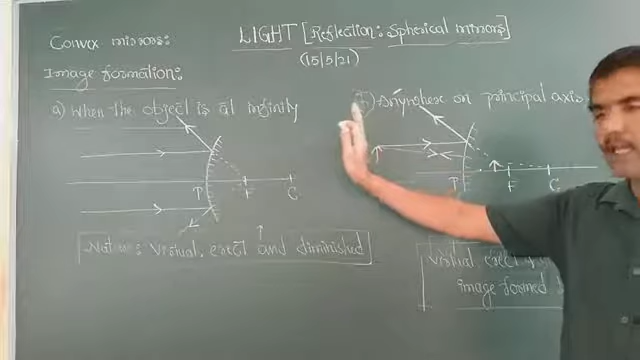 LIGHT [Reflection: Spherical mirrors]
(15/5/21)
Convex mirrors:
Image formation:
a) When the object is at infinity
P F C
Nature: Virtual, erect and diminished
Anywhere on principal axis
P F C
Virtual, erect
image formed